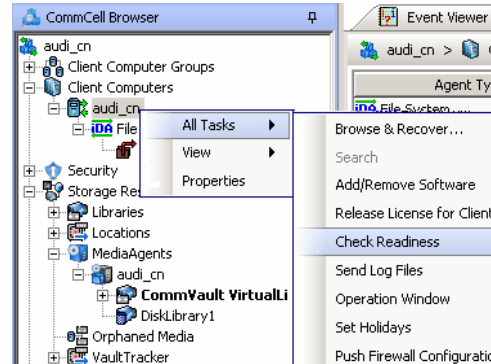 CommCell Browser
Event Viewer
audi_cn
audi_cn >
Client Computer Groups
Client Computers
Agent Ty
audi_cn
iDA File System
iDA File
All Tasks
View
Properties
Browse & Recover...
Search
Add/Remove Software
Release License for Client
Check Readiness
Send Log Files
Operation Window
Set Holidays
Push Firewall Configuratio
Security
Storage Res
Libraries
Locations
MediaAgents
audi_cn
CommVault VirtualLi
DiskLibrary1
Orphaned Media
VaultTracker